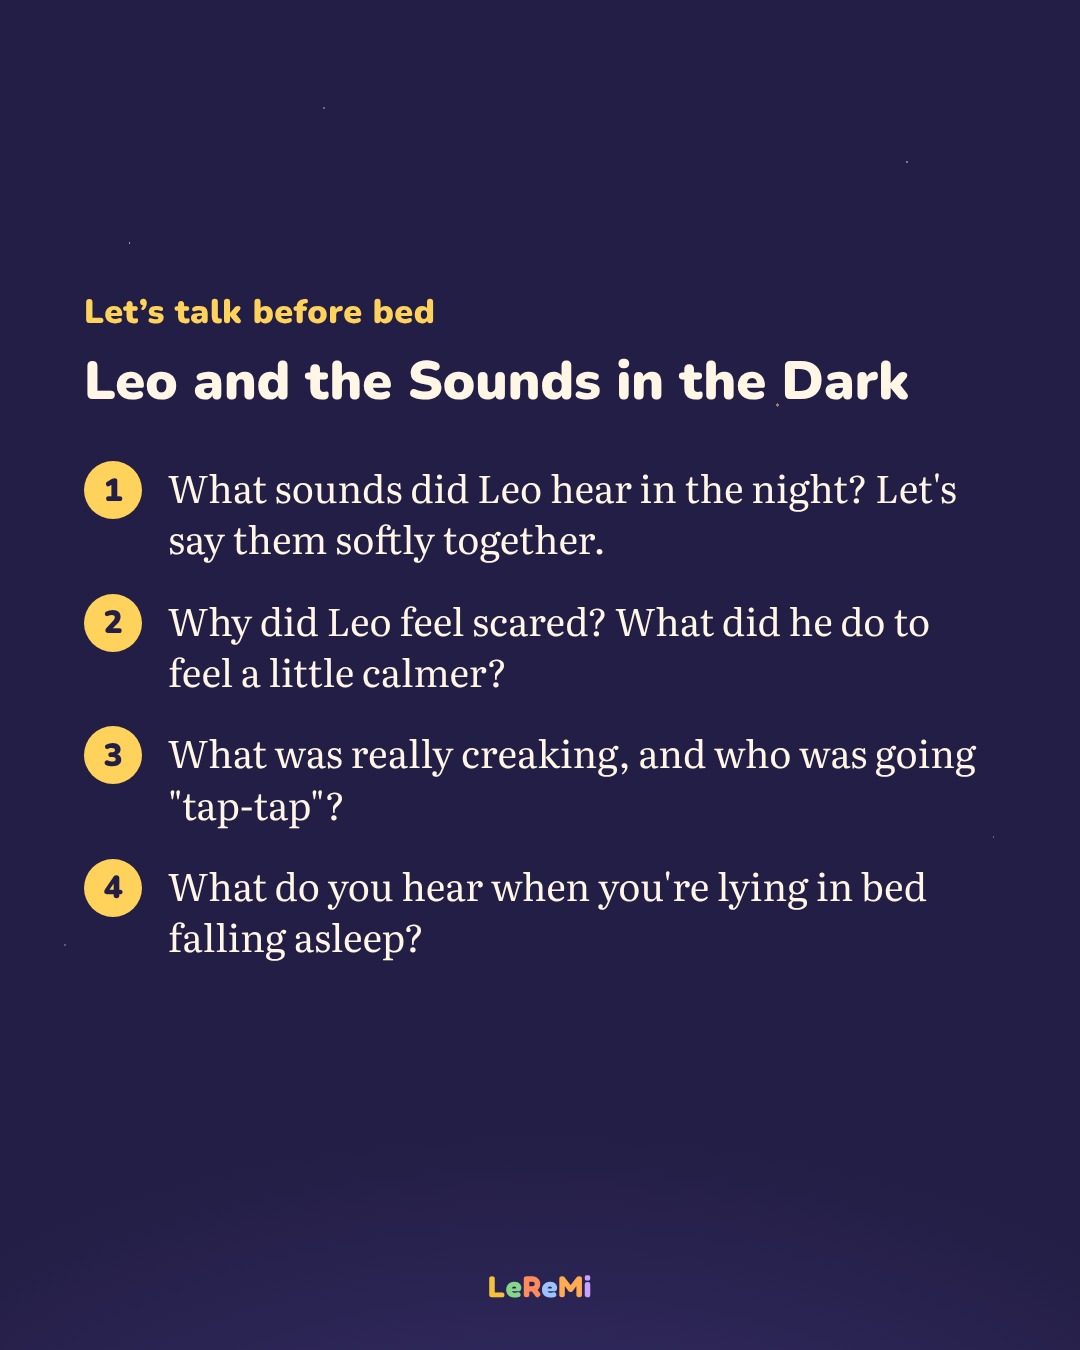 Let’s talk before bed
Leo and the Sounds in the Dark
1 What sounds did Leo hear in the night? Let's
say them softly together.
2 Why did Leo feel scared? What did he do to
feel a little calmer?
3 What was really creaking, and who was going
"tap-tap"?
4 What do you hear when you're lying in bed
falling asleep?
LeReMi